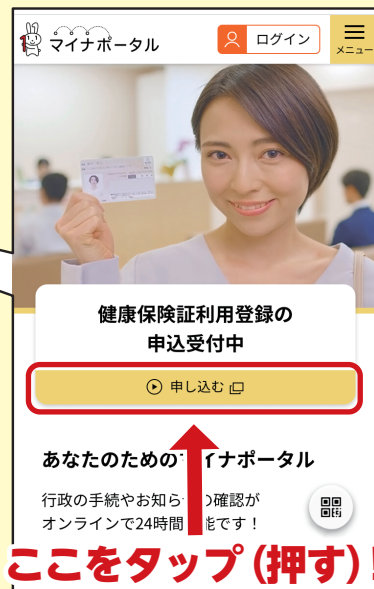 マイナポータル
ログイン
メニュー
健康保険証利用登録の
申込受付中
申し込む
あなたのための イナポータル
行政の手続やお知ら の確認が
オンラインで24時間 能です！
ここをタップ(押す)!